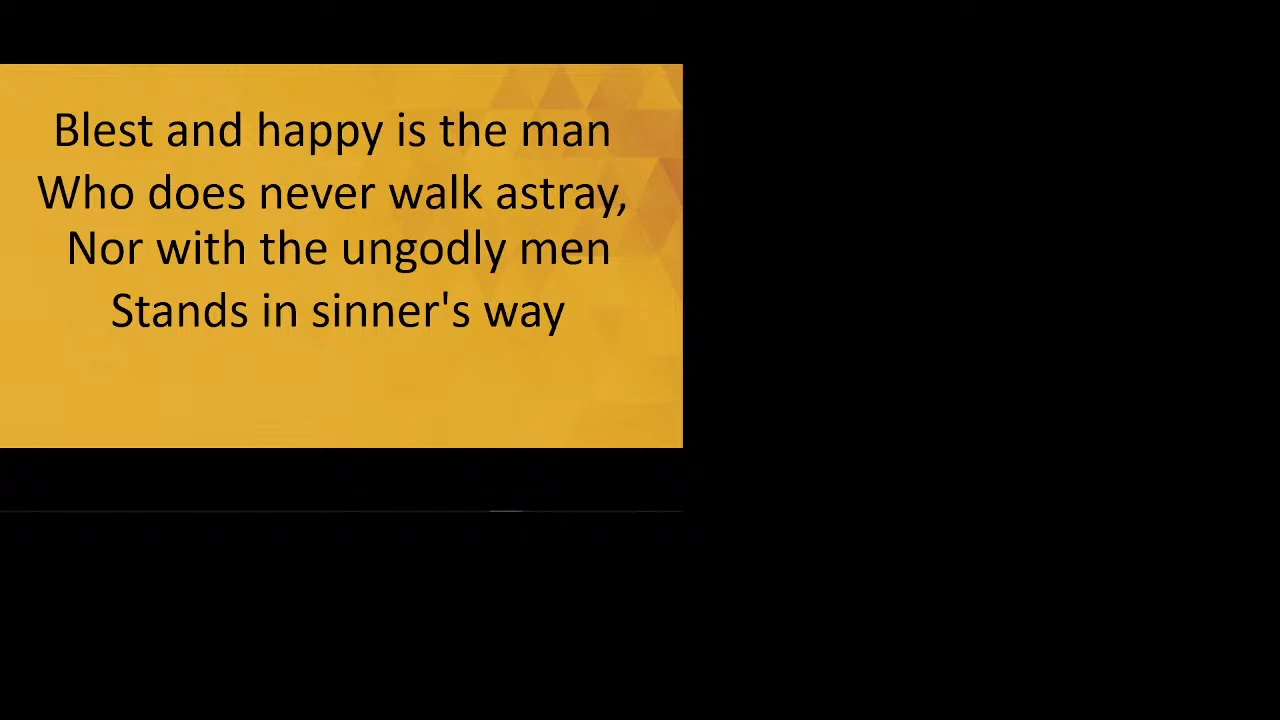 Blest and happy is the man
Who does never walk astray,
Nor with the ungodly men
Stands in sinner's way